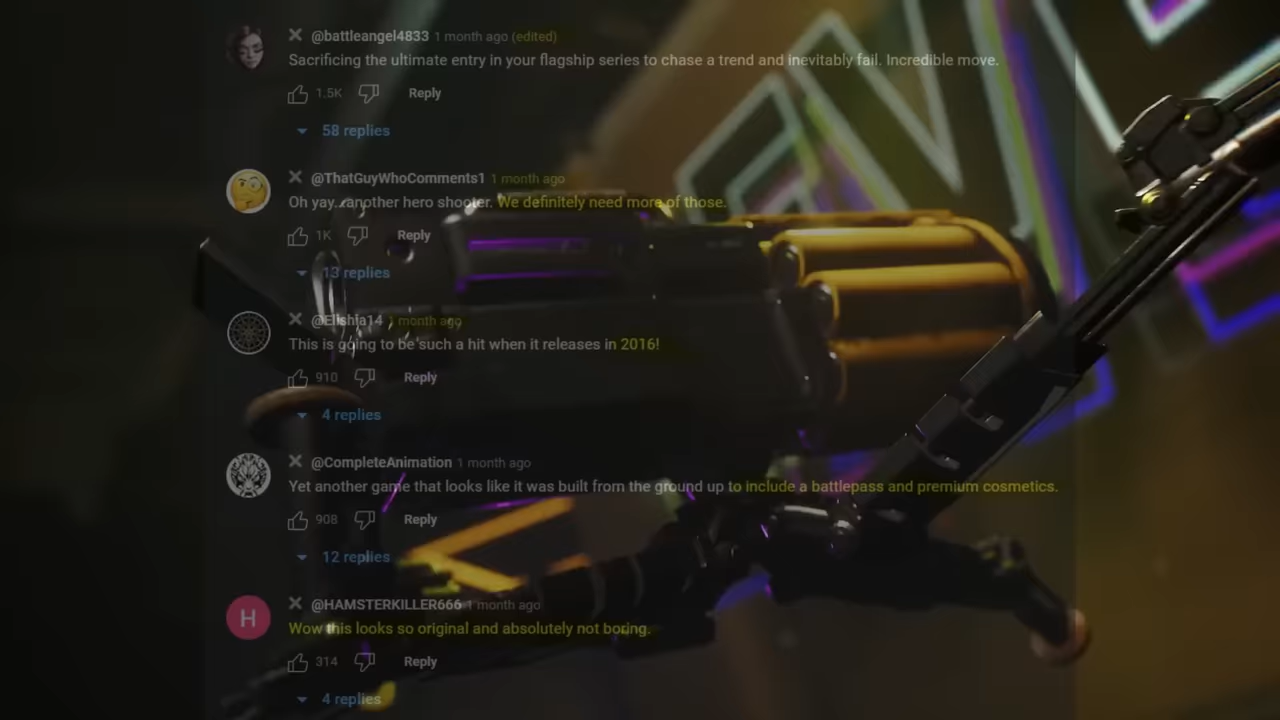 @battleangel4833 1 month ago (edited)
Sacrificing the ultimate entry in your flagship series to chase a trend and inevitably fail. Incredible move.
1.5K Reply
58 replies
@ThatGuyWhoComments1 1 month ago
Oh yay. another hero shooter. We definitely need more of those.
1K Reply
13 replies
@Elishia14 1 month ago
This is going to be such a hit when it releases in 2016!
910 Reply
4 replies
@CompleteAnimation 1 month ago
Yet another game that looks like it was built from the ground up to include a battlepass and premium cosmetics.
908 Reply
12 replies
H
@HAMSTERKILLER666 1 month ago
Wow this looks so original and absolutely not boring.
314 Reply
4 replies